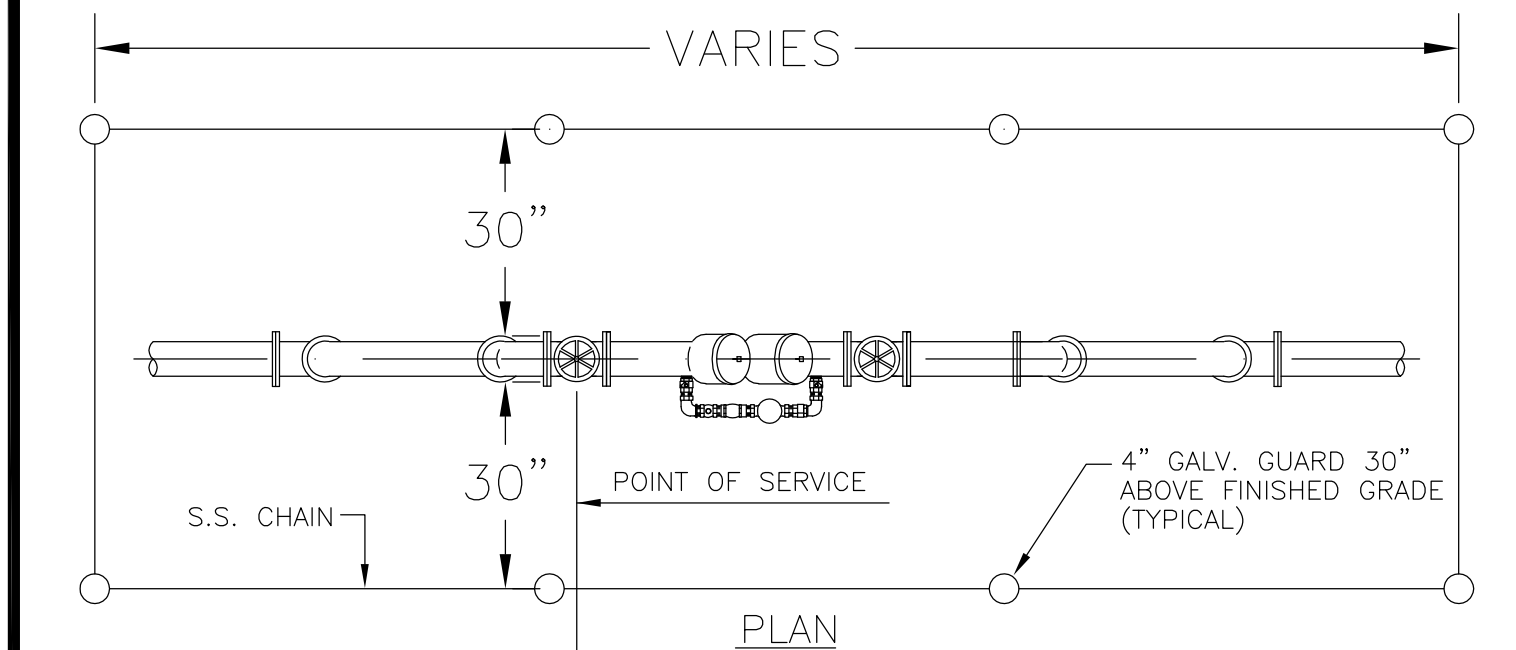 VARIES
30”
30”
POINT OF SERVICE
S.S. CHAIN
4” GALV. GUARD 30”
ABOVE FINISHED GRADE
(TYPICAL)
PLAN